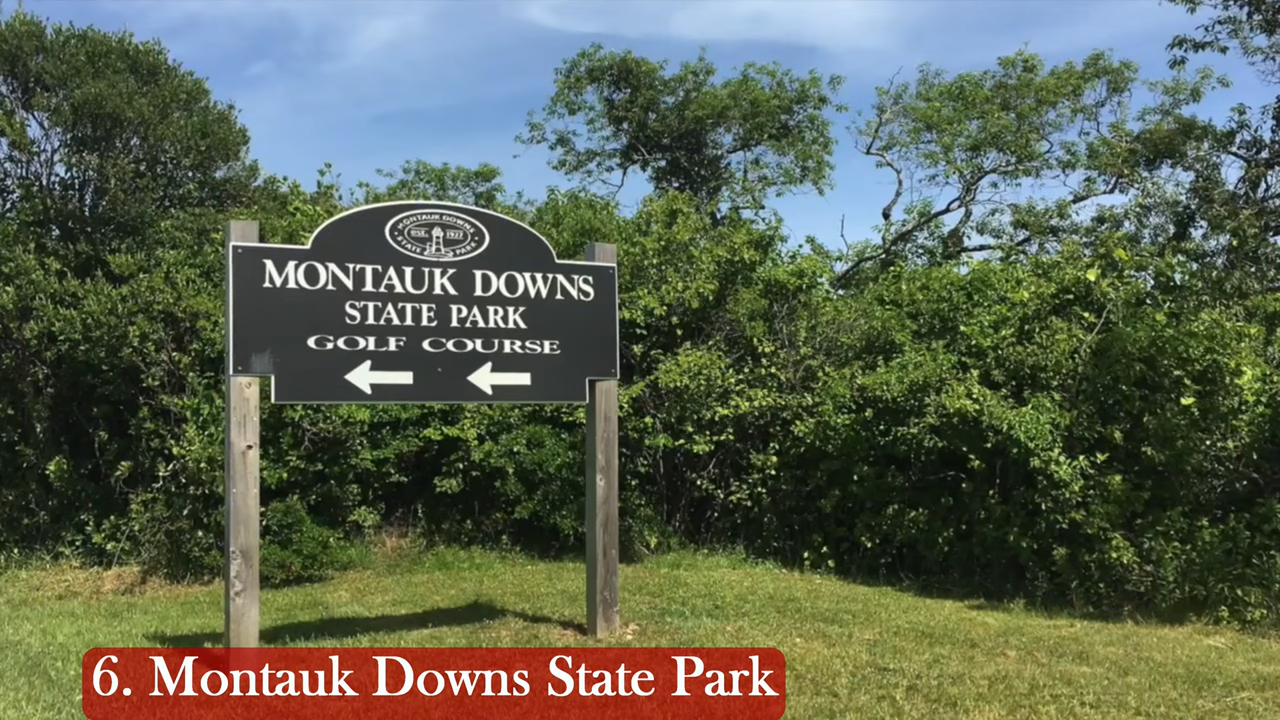 MONTAUK DOWNS
EST. 1927
STATE PARK
MONTAUK DOWNS
STATE PARK
GOLF COURSE
6. Montauk Downs State Park